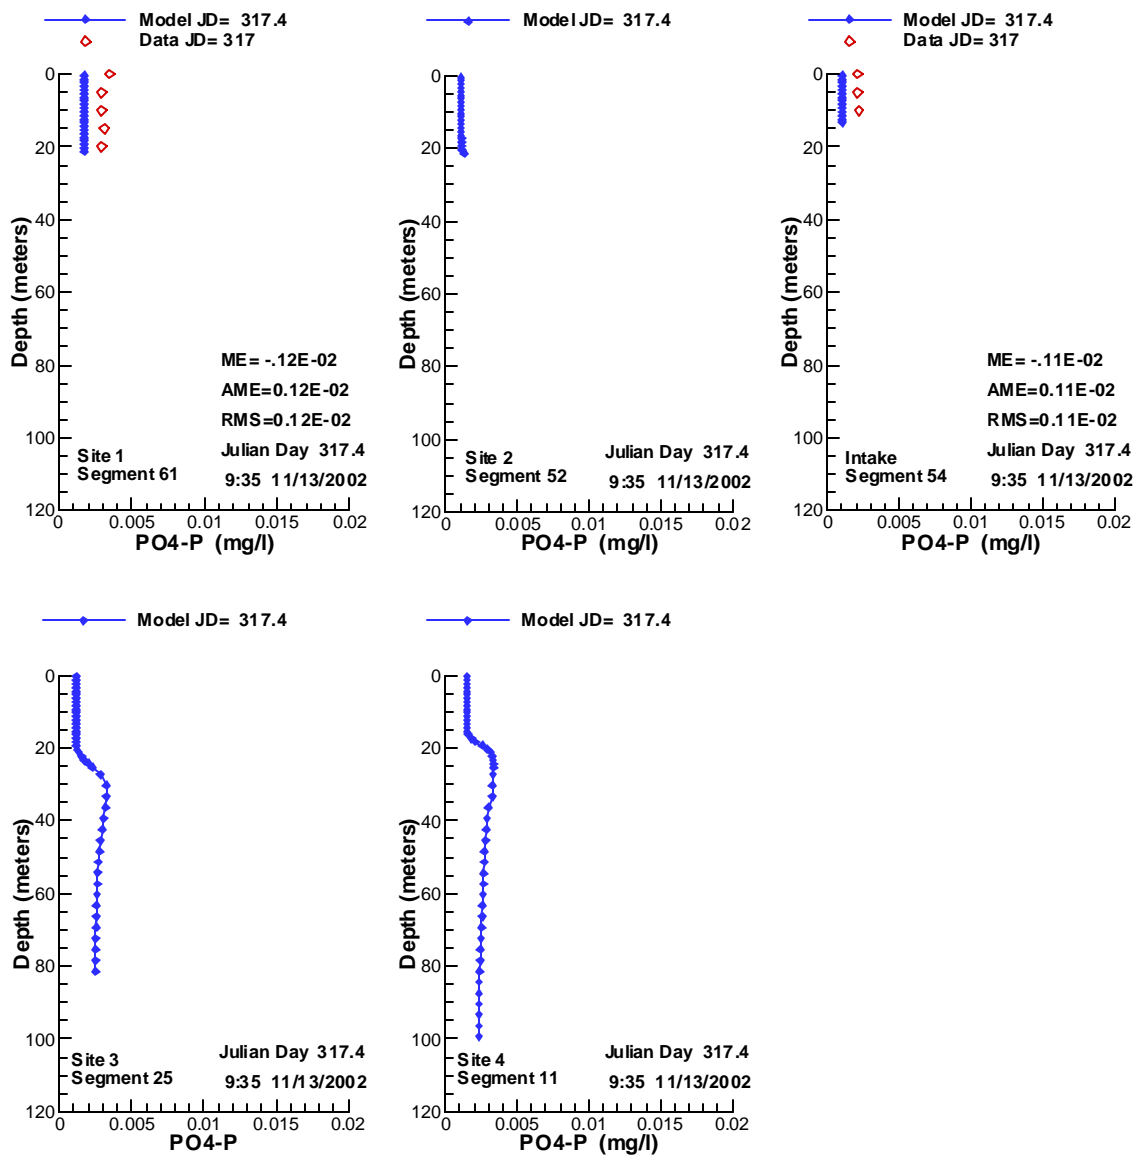 Model JD= 317.4
Data JD= 317
0
20
40
60
80
100
120
Depth (meters)
ME= -.12E-02
AME=0.12E-02
RMS=0.12E-02
Site 1
Segment 61
Julian Day 317.4
9:35 11/13/2002
0 0.005 0.01 0.015 0.02
PO4-P (mg/l)
Model JD= 317.4
0
20
40
60
80
100
120
Depth (meters)
Site 2
Segment 52
Julian Day 317.4
9:35 11/13/2002
0 0.005 0.01 0.015 0.02
PO4-P (mg/l)
Model JD= 317.4
Data JD= 317
0
20
40
60
80
100
120
Depth (meters)
ME= -.11E-02
AME=0.11E-02
RMS=0.11E-02
Intake
Segment 54
Julian Day 317.4
9:35 11/13/2002
0 0.005 0.01 0.015 0.02
PO4-P (mg/l)
Model JD= 317.4
0
20
40
60
80
100
120
Depth (meters)
Site 3
Segment 25
Julian Day 317.4
9:35 11/13/2002
0 0.005 0.01 0.015 0.02
PO4-P
Model JD= 317.4
0
20
40
60
80
100
120
Depth (meters)
Site 4
Segment 11
Julian Day 317.4
9:35 11/13/2002
0 0.005 0.01 0.015 0.02
PO4-P (mg/l)